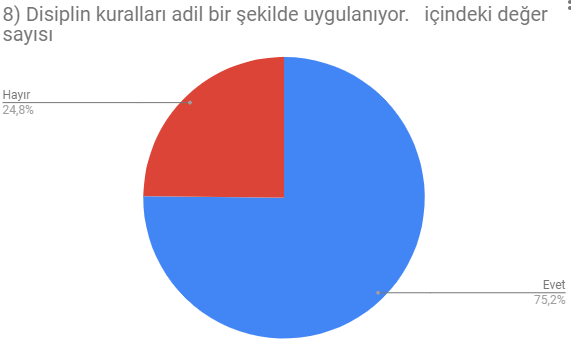 8) Disiplin kuralları adil bir şekilde uygulanıyor.   içindeki değer
sayısı
Hayır
24,8%
Evet
75,2%